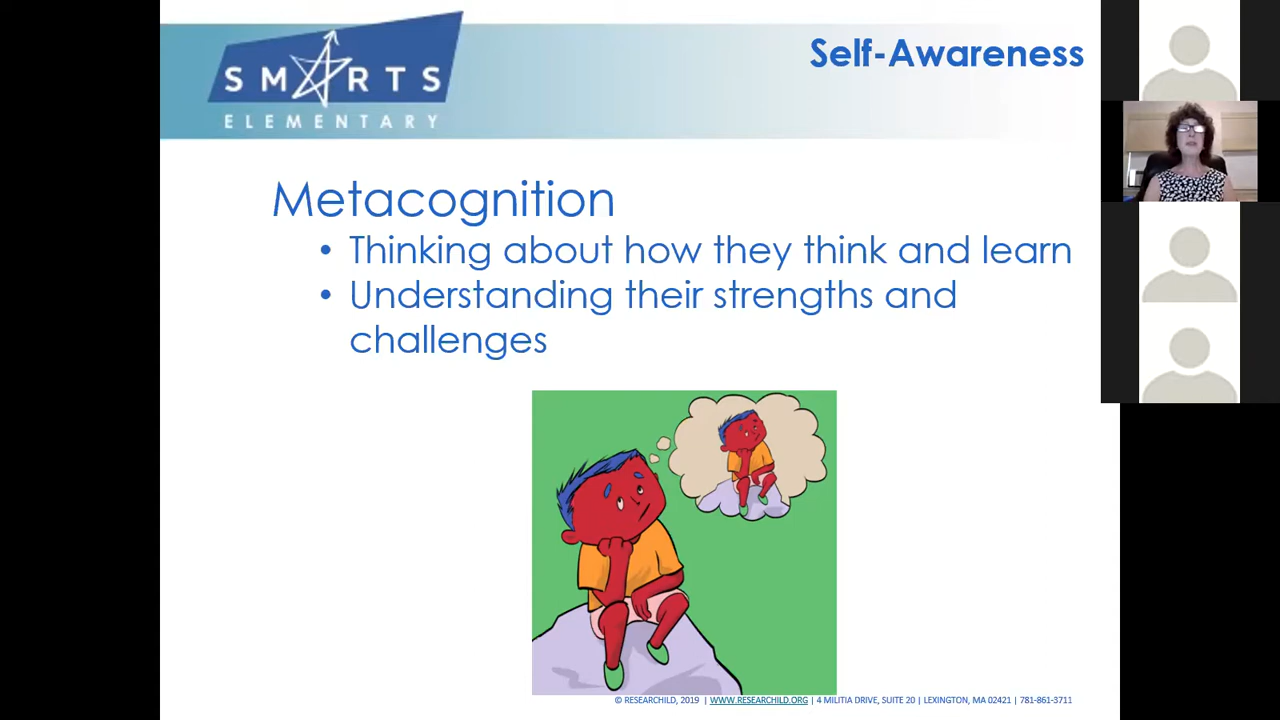 SMARTS
ELEMENTARY
Self-Awareness
Metacognition
• Thinking about how they think and learn
• Understanding their strengths and
challenges
© RESEARCHILD, 2019 | WWW.RESEARCHILD.ORG | 4 MILITIA DRIVE, SUITE 20 | LEXINGTON, MA 02421 | 781-861-3711